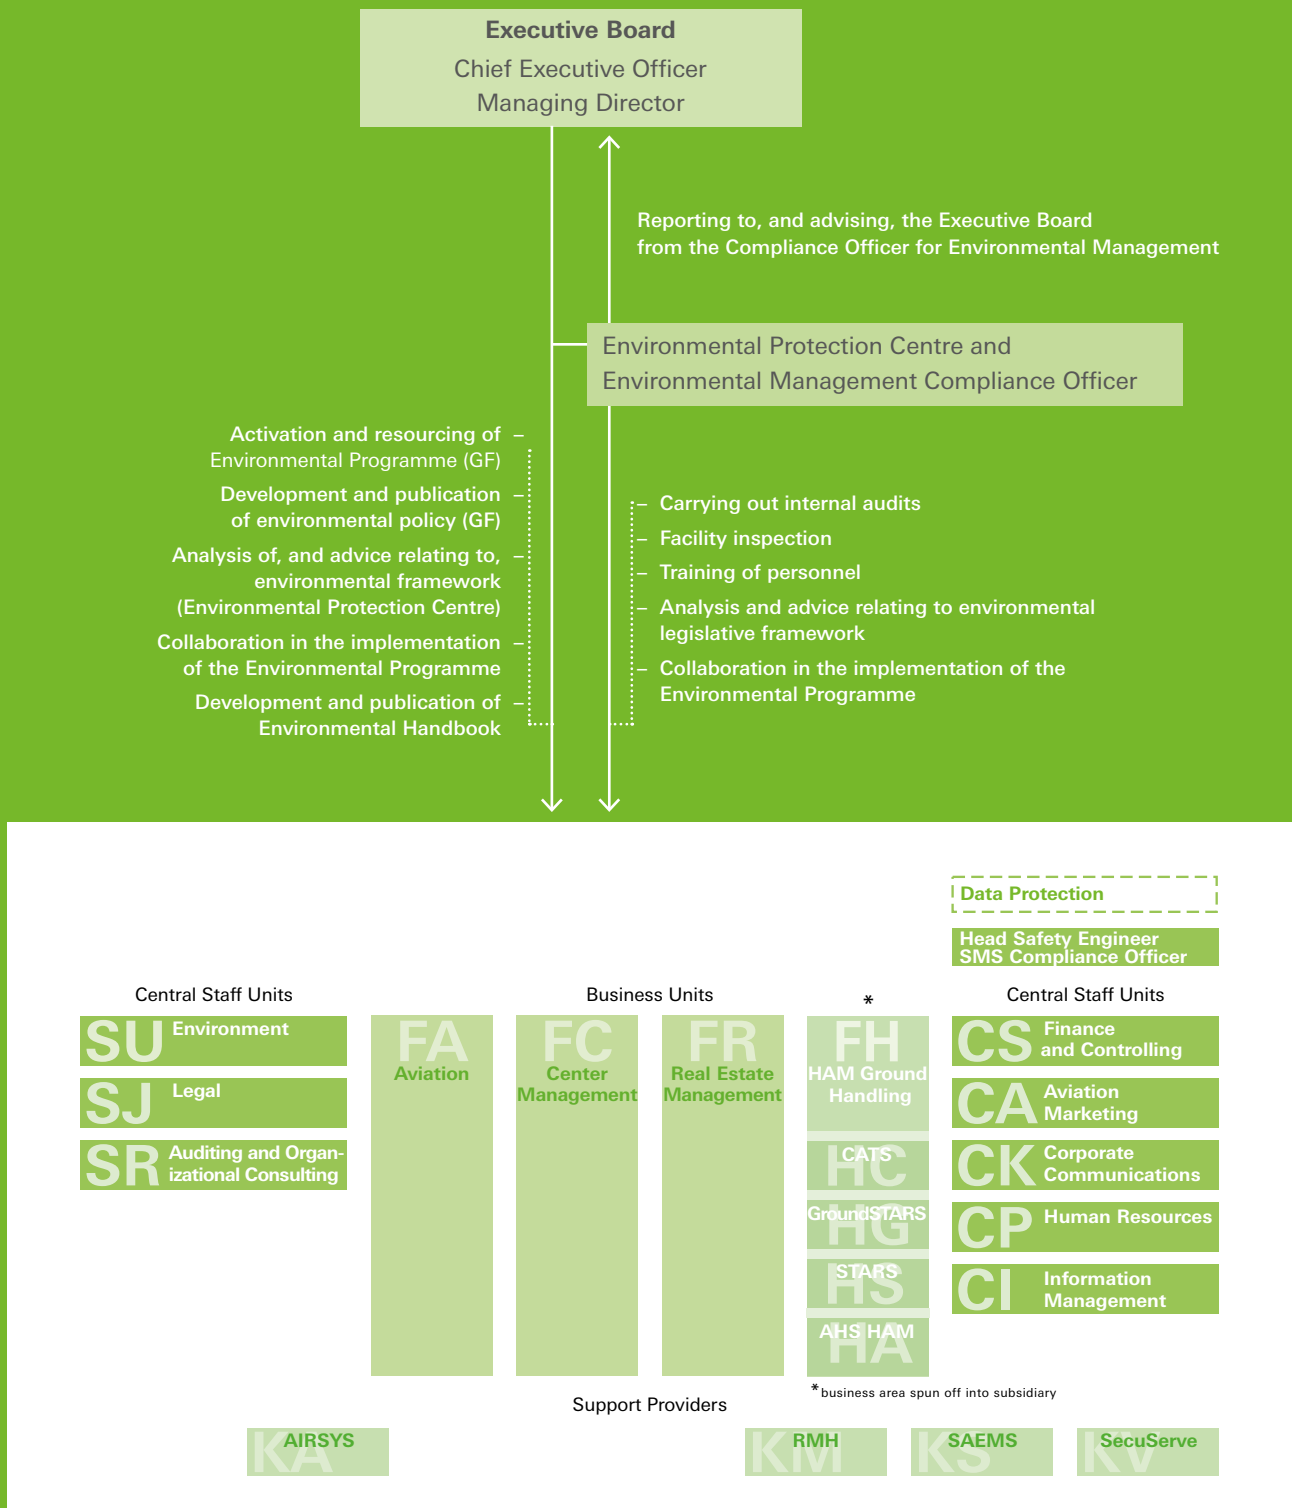 Executive Board
Chief Executive Officer
Managing Director
Reporting to, and advising, the Executive Board
from the Compliance Officer for Environmental Management
Environmental Protection Centre and
Environmental Management Compliance Officer
Activation and resourcing of –
Environmental Programme (GF)
Development and publication –
of environmental policy (GF)
Analysis of, and advice relating to, –
environmental framework
(Environmental Protection Centre)
Collaboration in the implementation –
of the Environmental Programme
Development and publication of –
Environmental Handbook
– Carrying out internal audits
– Facility inspection
– Training of personnel
– Analysis and advice relating to environmental
legislative framework
– Collaboration in the implementation of the
Environmental Programme
Data Protection
Head Safety Engineer
SMS Compliance Officer
Central Staff Units
SU Environment
SJ Legal
SR Auditing and Organ-
izational Consulting
Business Units
FA
Aviation
FC
Center
Management
FR
Real Estate
Management
*
FH
HAM Ground
Handling
HC CATS
HG GroundSTARS
HS STARS
HA AHS HAM
*business area spun off into subsidiary
Central Staff Units
CS Finance
and Controlling
CA Aviation
Marketing
CK Corporate
Communications
CP Human Resources
CI Information
Management
Support Providers
KA AIRSYS
KM RMH
KS SAEMS
KV SecuServe